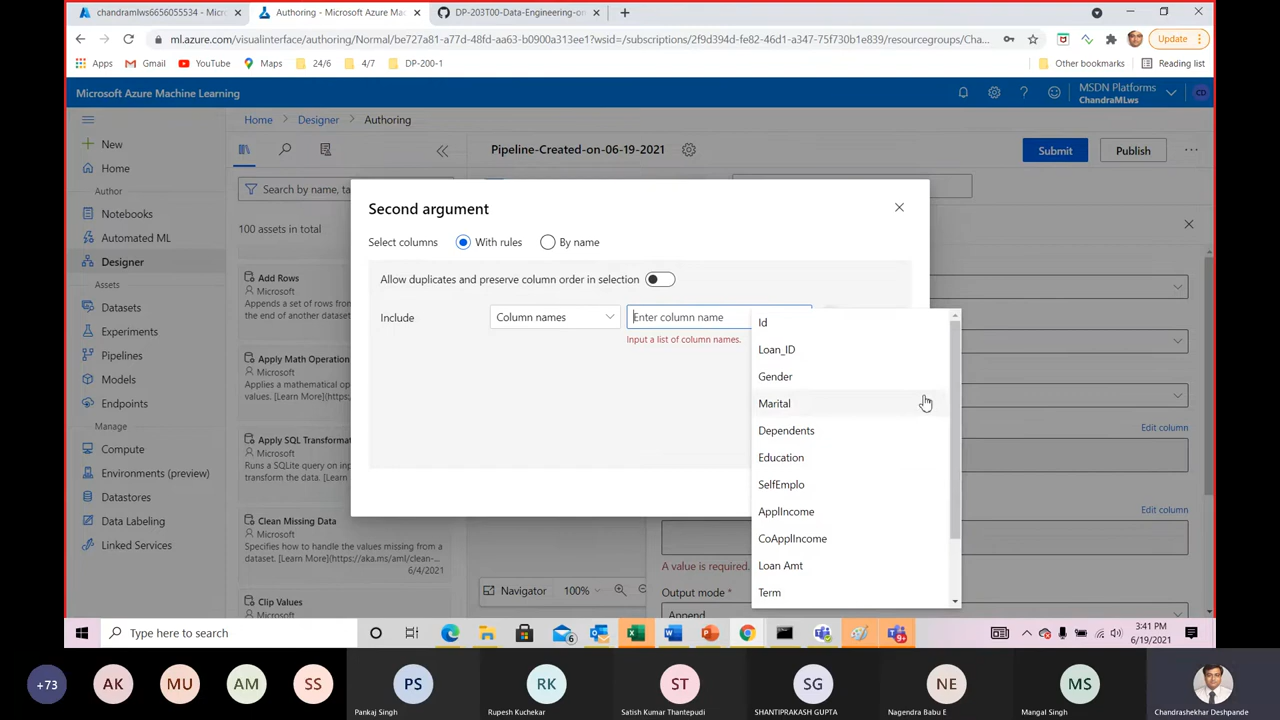 chandramlws6656055534 - Design
Authoring - Microsoft Azure Mach
DP-203T00-Data-Engineering-on
ml.azure.com/visualinterface/authoring/Normal/be727a81-a77d-48fd-aa63-b0900a313ee1?wsid=/subscriptions/2f9d394d-fe82-46d1-a347-75f730b1e839/resourcegroups/Cha...
Update
Apps
Gmail
YouTube
Maps
24/6
4/7
DP-200-1
Other bookmarks
Reading list
Microsoft Azure Machine Learning
MSDN Platforms
ChandraMLws
CD
Home
Designer
Authoring
New
Home
Author
Notebooks
Automated ML
Designer
Assets
Datasets
Experiments
Pipelines
Models
Endpoints
Manage
Compute
Environments (preview)
Datastores
Data Labeling
Linked Services
Pipeline-Created-on-06-19-2021
Submit
Publish
Search by name, ta
100 assets in total
Add Rows
Microsoft
Appends a set of rows from
the end of another dataset
Apply Math Operation
Microsoft
Applies a mathematical op
values. [Learn More](https
Apply SQL Transforma
Microsoft
Runs a SQLite query on inp
transform the data. [Learn
Clean Missing Data
Microsoft
Specifies how to handle the values missing from a
dataset. [Learn More](https://aka.ms/aml/clean-...
6/4/2021
Clip Values
Microsoft
Second argument
Select columns
With rules
By name
Allow duplicates and preserve column order in selection
Include
Column names
Enter column name
Input a list of column names.
Id
Loan_ID
Gender
Marital
Dependents
Education
SelfEmplo
ApplIncome
CoApplIncome
Loan Amt
Term
Edit column
Edit column
A value is required.
Output mode *
Append
Navigator
100%
Type here to search
6
9+
3:41 PM
6/19/2021
+73
AK
MU
AM
SS
PS
Pankaj Singh
RK
Rupesh Kuchekar
ST
Satish Kumar Thantepudi
SG
SHANTIPRAKASH GUPTA
NE
Nagendra Babu E
MS
Mangal Singh
Chandrashekhar Deshpande